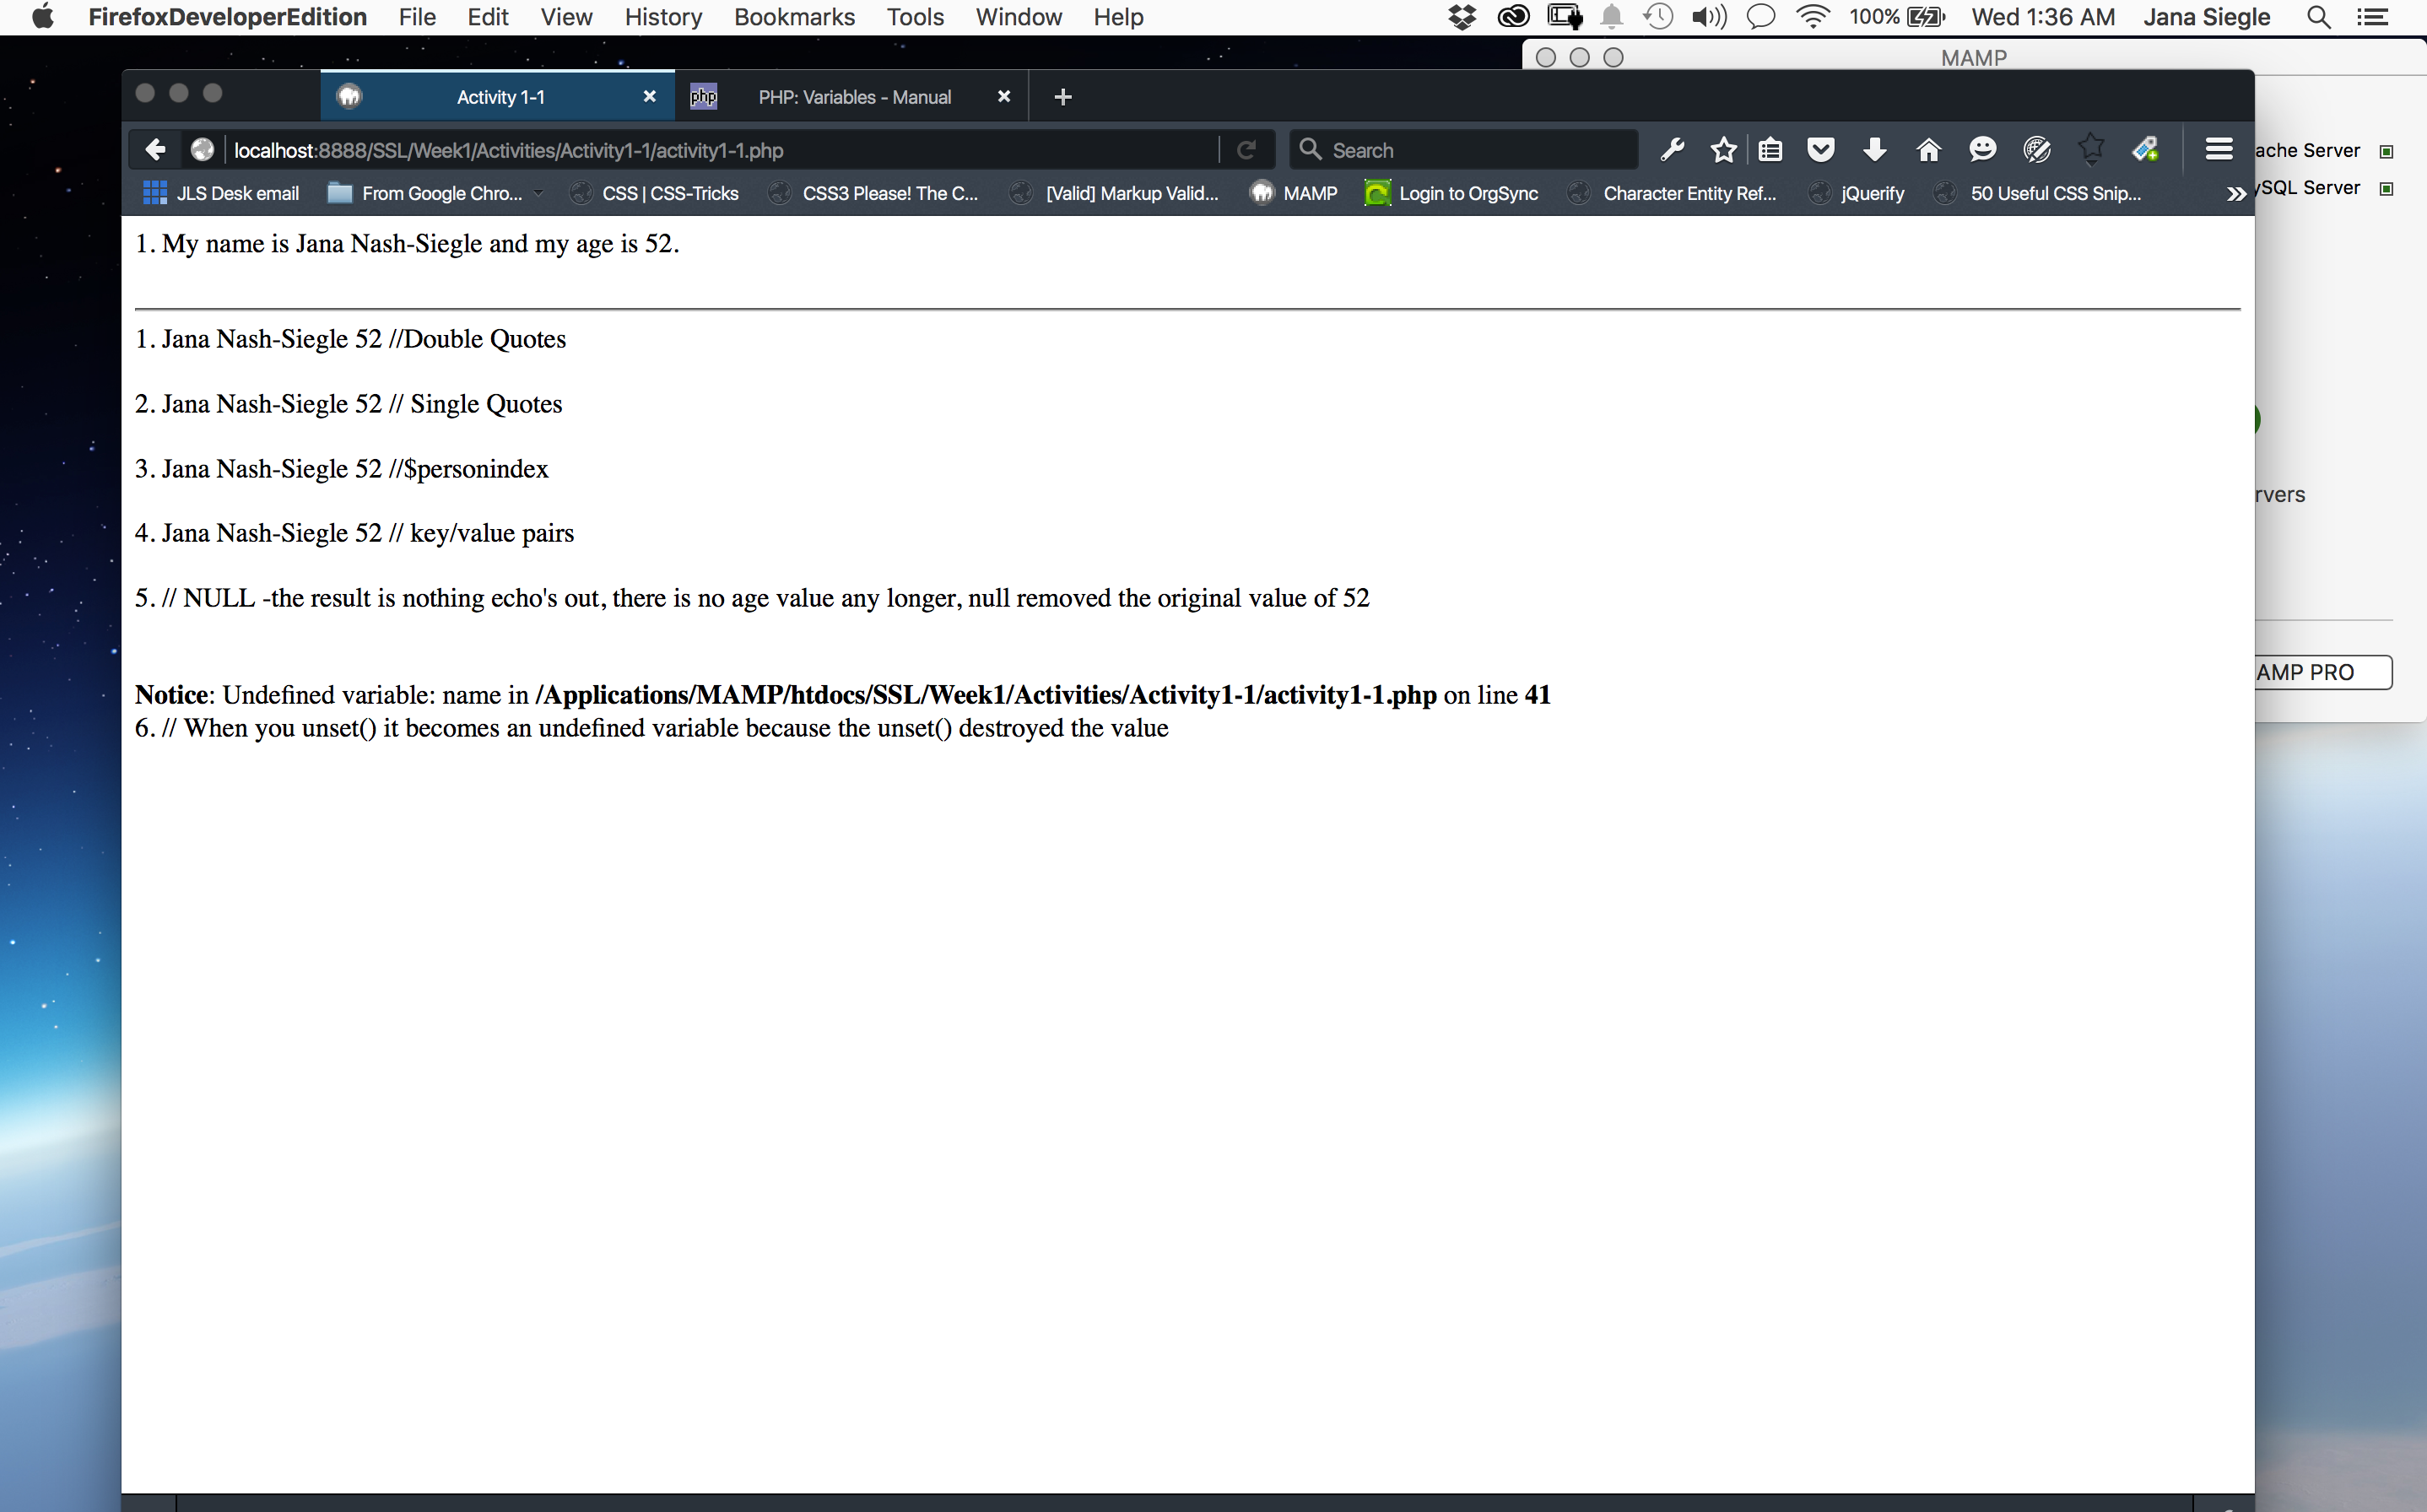 FirefoxDeveloperEdition File Edit View History Bookmarks Tools Window Help 100% Wed 1:36 AM Jana Siegle
MAMP
Activity 1-1 php PHP: Variables - Manual
localhost:8888/SSL/Week1/Activities/Activity1-1/activity1-1.php Search
ache Server
JLS Desk email From Google Chro... CSS | CSS-Tricks CSS3 Please! The C... [Valid] Markup Valid... MAMP Login to OrgSync Character Entity Ref... jQuerify 50 Useful CSS Snip... »
ySQL Server
1. My name is Jana Nash-Siegle and my age is 52.
1. Jana Nash-Siegle 52 //Double Quotes
2. Jana Nash-Siegle 52 // Single Quotes
3. Jana Nash-Siegle 52 //$personindex
rvers
4. Jana Nash-Siegle 52 // key/value pairs
5. // NULL -the result is nothing echo's out, there is no age value any longer, null removed the original value of 52
AMP PRO
Notice: Undefined variable: name in /Applications/MAMP/htdocs/SSL/Week1/Activities/Activity1-1/activity1-1.php on line 41
6. // When you unset() it becomes an undefined variable because the unset() destroyed the value